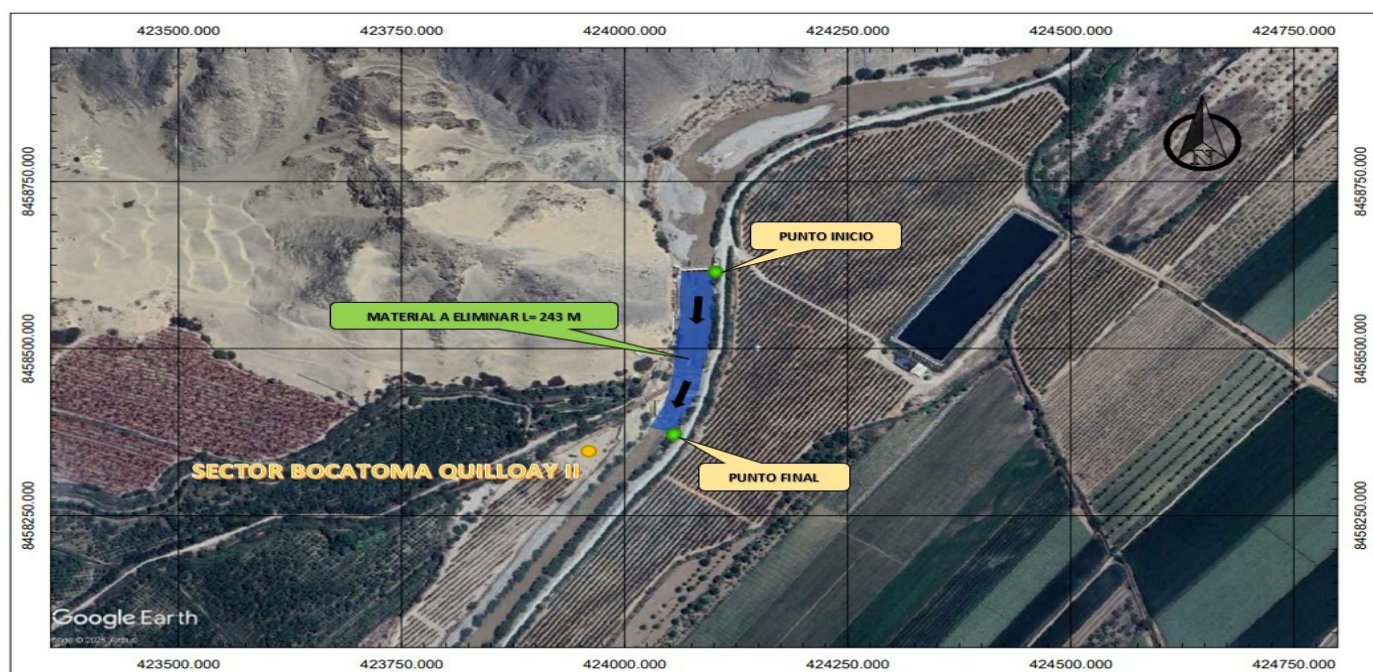 423500.000 423750.000 424000.000 424250.000 424500.000 424750.000
8458750.000 8458750.000
N
PUNTO INICIO
MATERIAL A ELIMINAR L= 243 M
8458500.000 8458500.000
SECTOR BOCATOMA QUILLOAY II
PUNTO FINAL
8458250.000 8458250.000
Google Earth
© 2025 Airbus
423500.000 423750.000 424000.000 424250.000 424500.000 424750.000